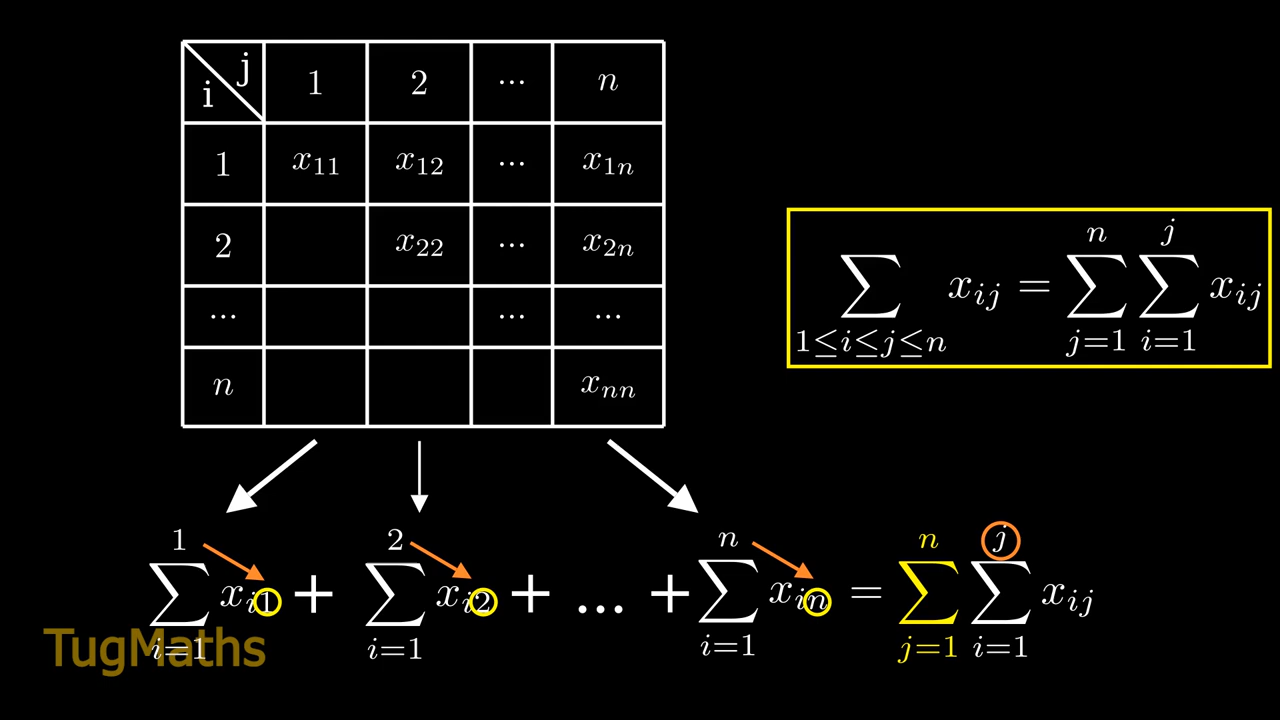 i j 1 2 ... n
1 x₁₁ x₁₂ ... x₁ₙ
2 x₂₂ ... x₂ₙ
... ... ...
n xₙₙ
∑_{1≤i≤j≤n} x_{ij} = ∑_{j=1}^{n} ∑_{i=1}^{j} x_{ij}
∑_{i=1}^{1} x_{i1} + ∑_{i=1}^{2} x_{i2} + ... + ∑_{i=1}^{n} x_{in} = ∑_{j=1}^{n} ∑_{i=1}^{j} x_{ij}
TugMaths